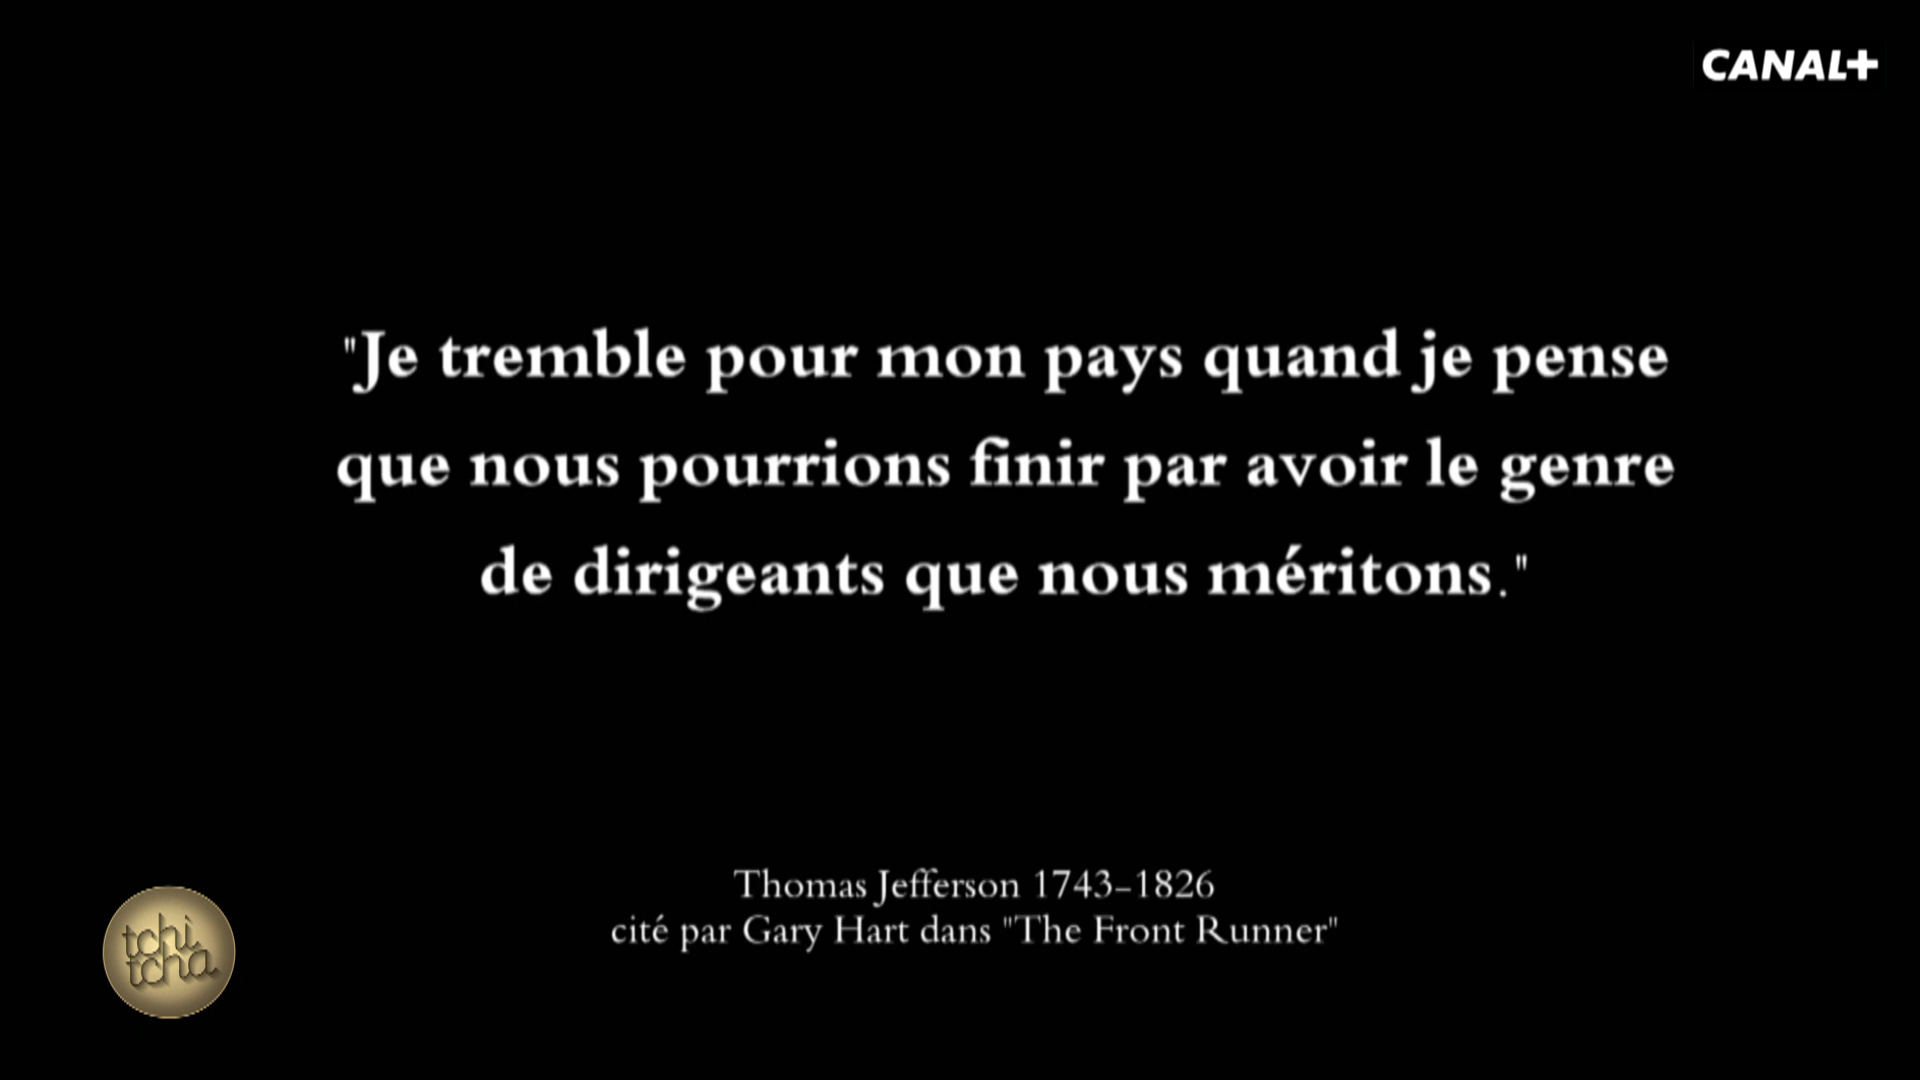 CANAL+
"Je tremble pour mon pays quand je pense
que nous pourrions finir par avoir le genre
de dirigeants que nous méritons."
Thomas Jefferson 1743-1826
cité par Gary Hart dans "The Front Runner"
tchi
tcha